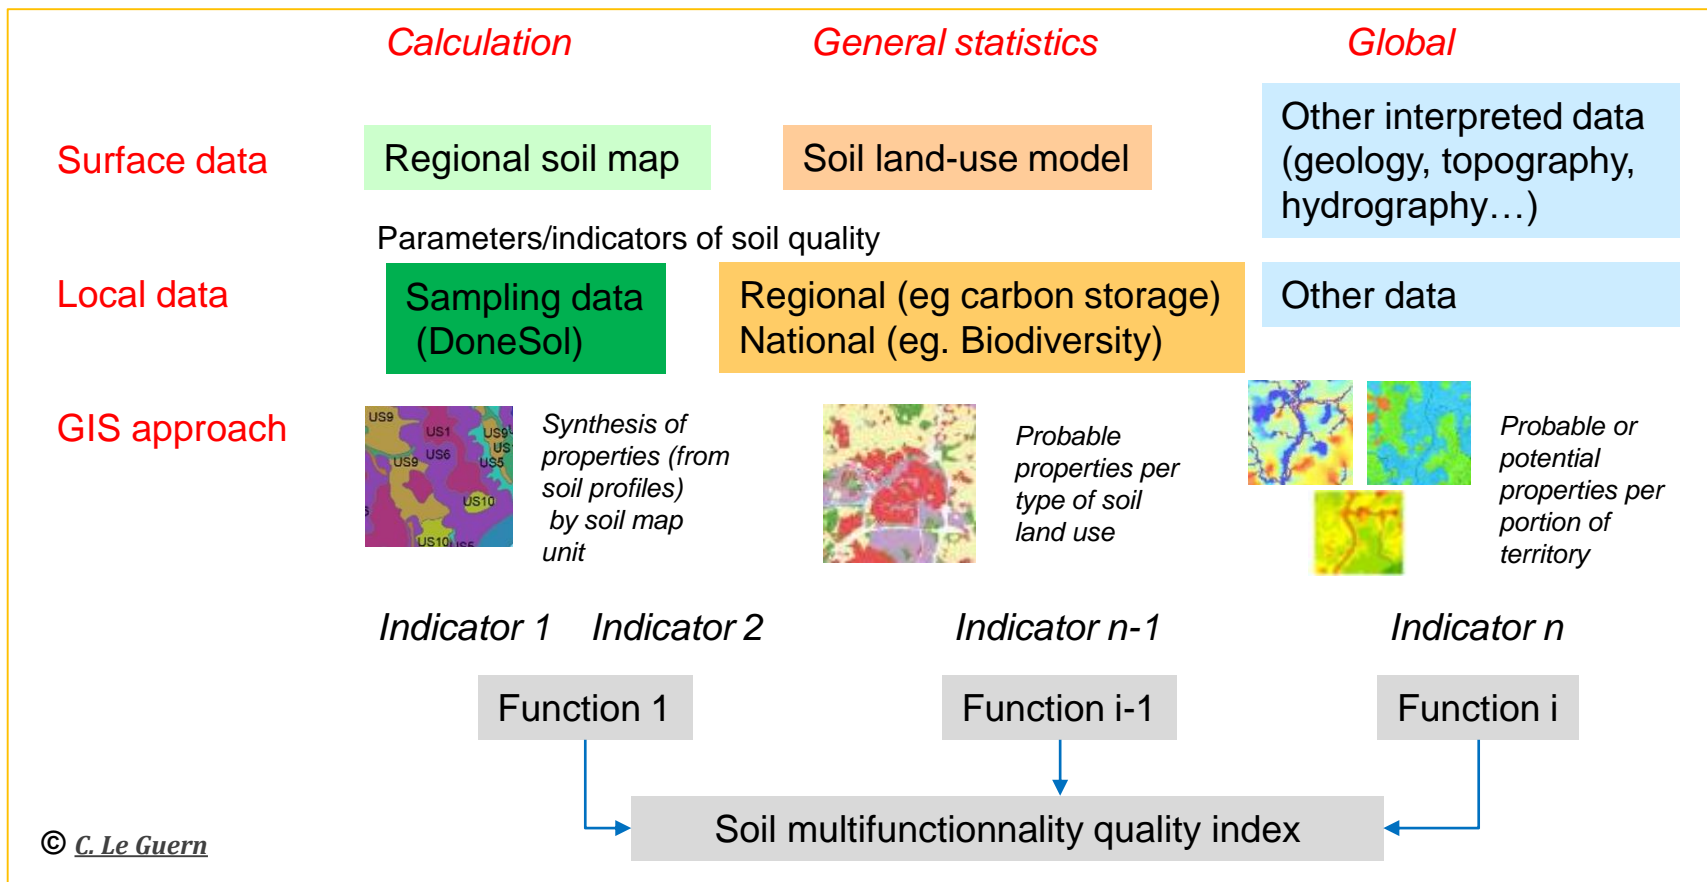 Calculation
General statistics
Global
Surface data
Regional soil map
Soil land-use model
Other interpreted data
(geology, topography,
hydrography…)
Parameters/indicators of soil quality
Local data
Sampling data
(DoneSol)
Regional (eg carbon storage)
National (eg. Biodiversity)
Other data
GIS approach
US9
US1
US9
US6
US9
US5
US10
US10
US5
Synthesis of
properties (from
soil profiles)
by soil map
unit
Probable
properties per
type of soil
land use
Probable or
potential
properties per
portion of
territory
Indicator 1
Indicator 2
Indicator n-1
Indicator n
Function 1
Function i-1
Function i
Soil multifunctionnality quality index
© C. Le Guern